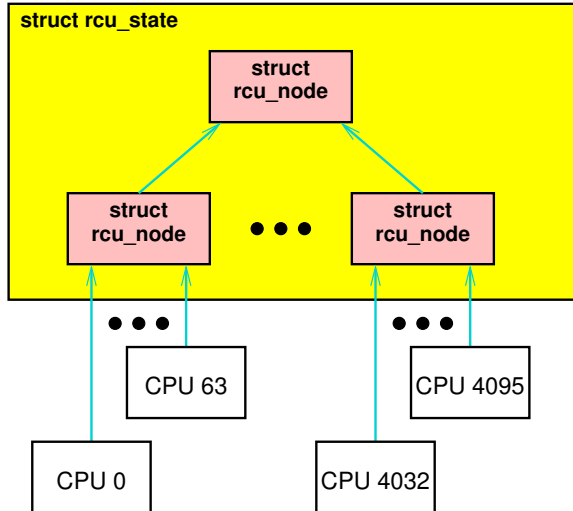 struct rcu_state
struct
rcu_node
struct
rcu_node
struct
rcu_node
CPU 63
CPU 4095
CPU 0
CPU 4032